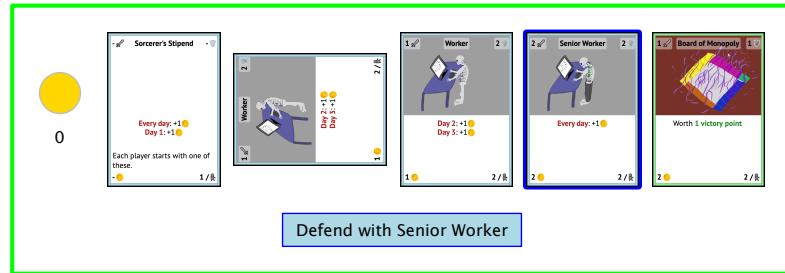 0
- Sorcerer's Stipend -
Every day: +1
Day 1: +1
Each player starts with one of
these.
- 1 /
1 Worker 2
Day 2: +1
Day 3: +1
1 2 /
1 Worker 2
Day 2: +1
Day 3: +1
1 2 /
2 Senior Worker 2
Every day: +1
2 2 /
1 Board of Monopoly 1
Worth 1 victory point
2 2 /
Defend with Senior Worker